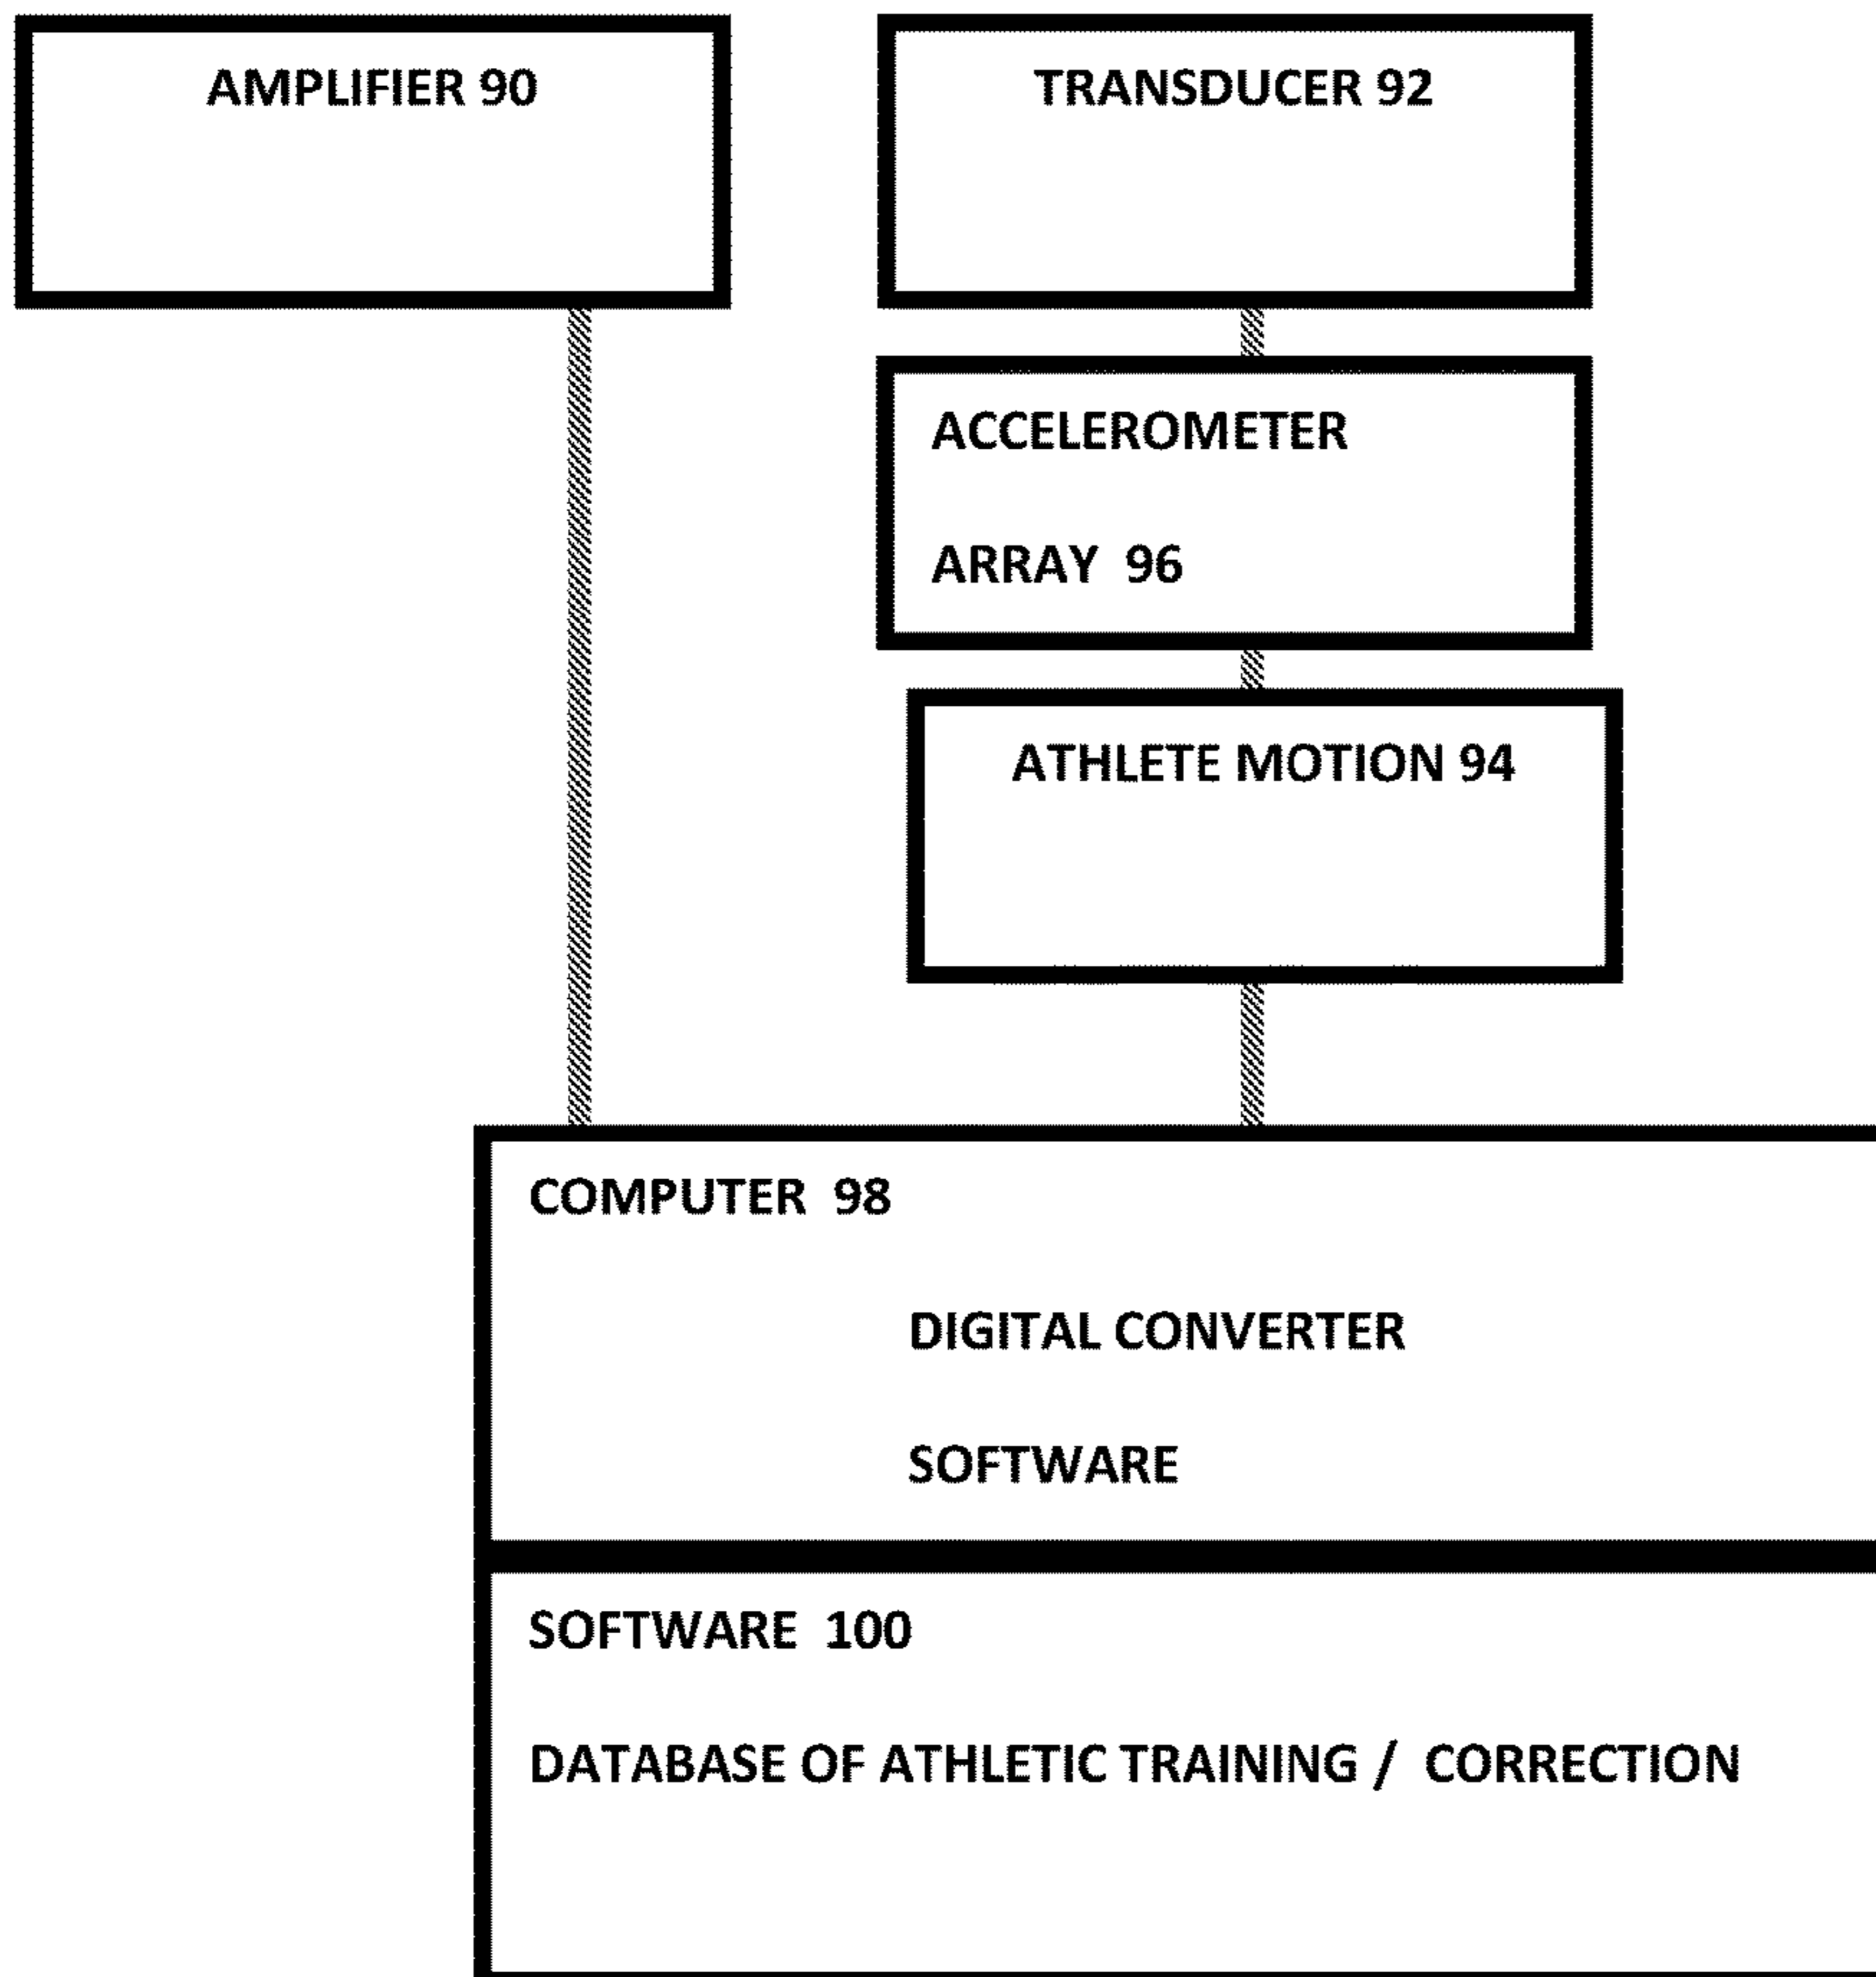 AMPLIFIER 90
TRANSDUCER 92
ACCELEROMETER
ARRAY 96
ATHLETE MOTION 94
COMPUTER 98
DIGITAL CONVERTER
SOFTWARE
SOFTWARE 100
DATABASE OF ATHLETIC TRAINING / CORRECTION